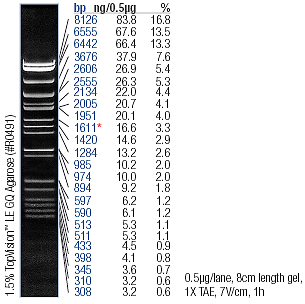 bp ng/0.5µg %
8126 83.8 16.8
6555 67.6 13.5
6442 66.4 13.3
3676 37.9 7.6
2606 26.9 5.4
2555 26.3 5.3
2134 22.0 4.4
2005 20.7 4.1
1951 20.1 4.0
1611* 16.6 3.3
1420 14.6 2.9
1284 13.2 2.6
985 10.2 2.0
974 10.0 2.0
894 9.2 1.8
597 6.2 1.2
590 6.1 1.2
513 5.3 1.1
511 5.3 1.1
433 4.5 0.9
398 4.1 0.8
345 3.6 0.7
310 3.2 0.6
308 3.2 0.6
1.5% TopVision™ LE GQ Agarose (#R0491)
0.5µg/lane, 8cm length gel,
1X TAE, 7V/cm, 1h